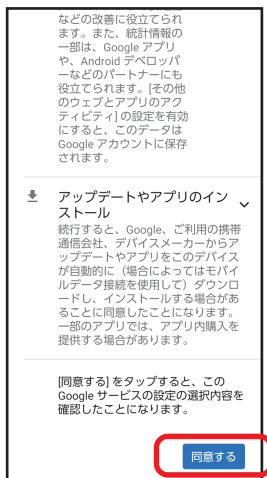 などの改善に役立てられ
ます。また、統計情報の
一部は、Google アプリ
や、Android デベロッパ
ーなどのパートナーにも
役立てられます。[その他
のウェブとアプリのアク
ティビティ] の設定を有効
にすると、このデータは
Google アカウントに保存
されます。
アップデートやアプリのイン
ストール
続行すると、Google、ご利用の携帯
通信会社、デバイスメーカーからア
ップデートやアプリをこのデバイス
が自動的に（場合によってはモバイ
ルデータ接続を使用して）ダウンロ
ードし、インストールする場合があ
ることに同意したことになります。
一部のアプリでは、アプリ内購入を
提供する場合があります。
[同意する] をタップすると、この
Google サービスの設定の選択内容を
確認したことになります。
同意する